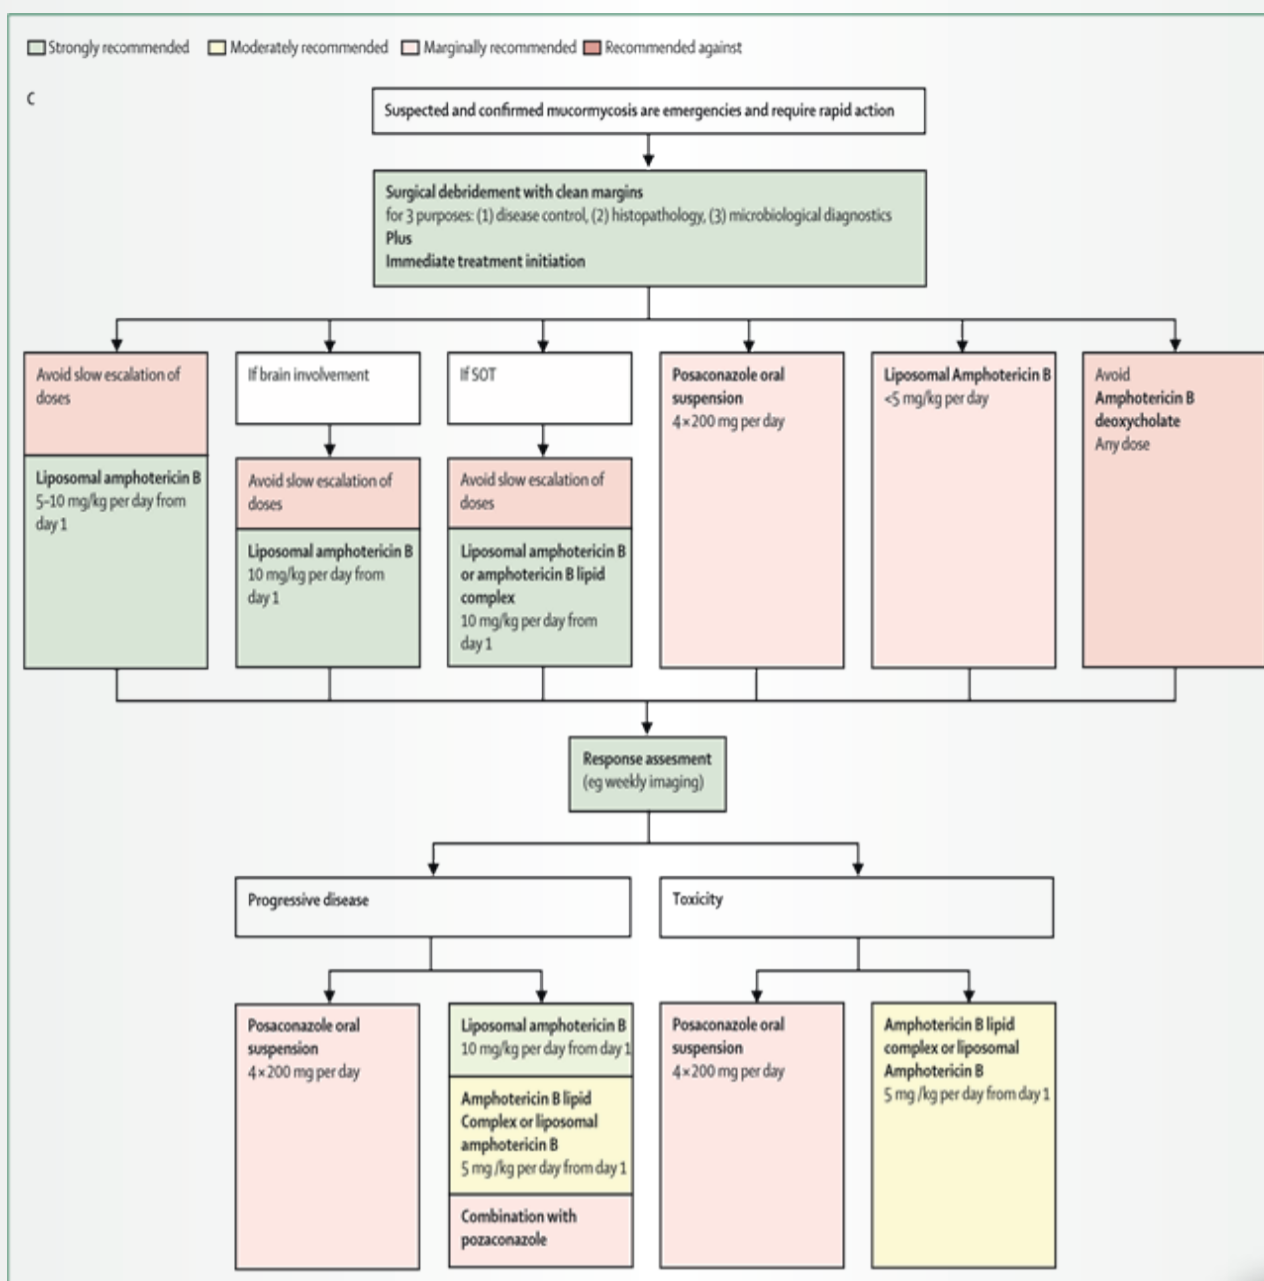 Strongly recommended Moderately recommended Marginally recommended Recommended against
C
Suspected and confirmed mucormycosis are emergencies and require rapid action
Surgical debridement with clean margins
for 3 purposes: (1) disease control, (2) histopathology, (3) microbiological diagnostics
Plus
Immediate treatment initiation
Avoid slow escalation of
doses
Liposomal amphotericin B
5-10 mg/kg per day from
day 1
If brain involvement
Avoid slow escalation of
doses
Liposomal amphotericin B
10 mg/kg per day from
day 1
If SOT
Avoid slow escalation of
doses
Liposomal amphotericin B
or amphotericin B lipid
complex
10 mg/kg per day from
day 1
Posaconazole oral
suspension
4×200 mg per day
Liposomal Amphotericin B
<5 mg/kg per day
Avoid
Amphotericin B
deoxycholate
Any dose
Response assesment
(eg weekly imaging)
Progressive disease
Toxicity
Posaconazole oral
suspension
4×200 mg per day
Liposomal amphotericin B
10 mg/kg per day from day 1
Amphotericin B lipid
Complex or liposomal
amphotericin B
5 mg /kg per day from day 1
Combination with
pozaconazole
Posaconazole oral
suspension
4×200 mg per day
Amphotericin B lipid
complex or liposomal
Amphotericin B
5 mg /kg per day from day 1